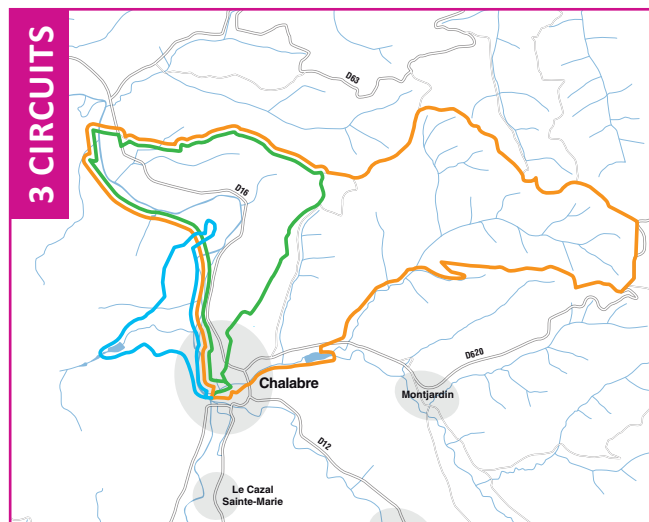 3 CIRCUITS
D63
D16
Chalabre
D620
Montjardin
D12
Le Cazal
Sainte-Marie